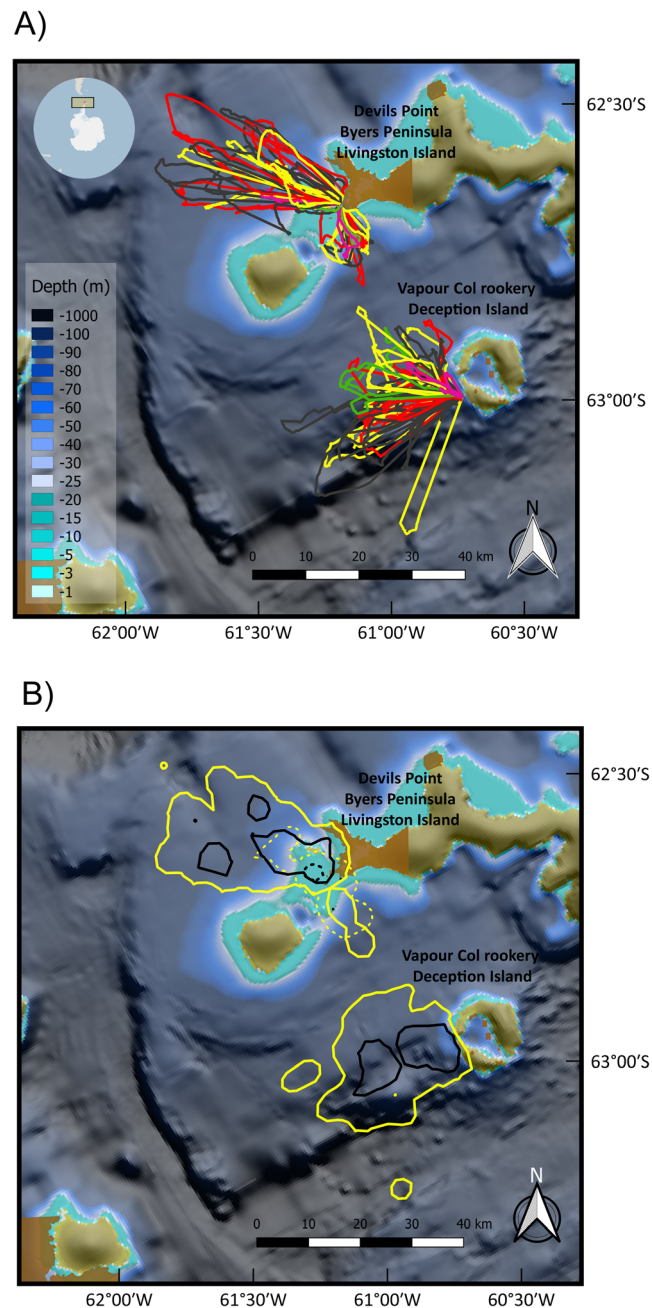 A)
Devils Point
Byers Peninsula
Livingston Island
62°30’S
Depth (m)
-1000
-100
-90
-80
-70
-60
-50
-40
-30
-25
-20
-15
-10
-5
-3
-1
Vapour Col rookery
Deception Island
63°00’S
N
0 10 20 30 40 km
62°00’W 61°30’W 61°00’W 60°30’W
B)
Devils Point
Byers Peninsula
Livingston Island
62°30’S
Vapour Col rookery
Deception Island
63°00’S
N
0 10 20 30 40 km
62°00’W 61°30’W 61°00’W 60°30’W